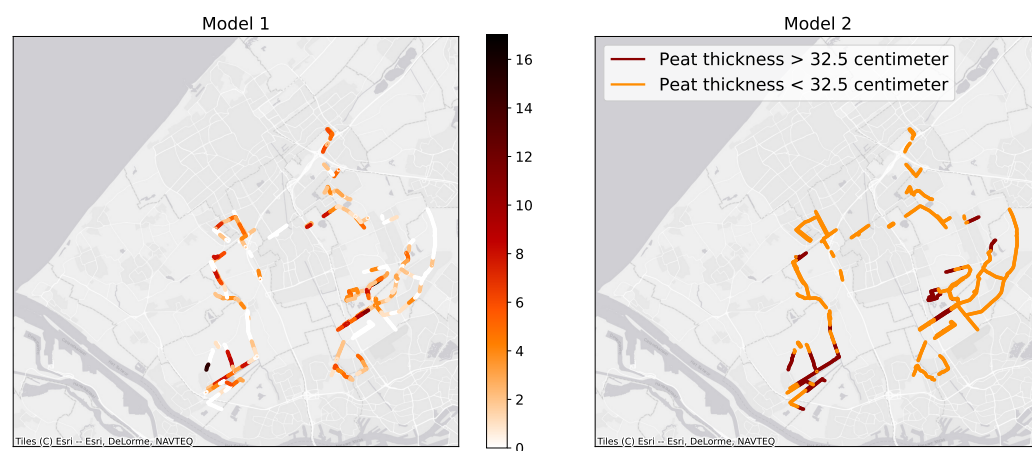 Model 1
Tiles (C) Esri -- Esri, DeLorme, NAVTEQ
16
14
12
10
8
6
4
2
0
Model 2
Peat thickness > 32.5 centimeter
Peat thickness < 32.5 centimeter
Tiles (C) Esri -- Esri, DeLorme, NAVTEQ